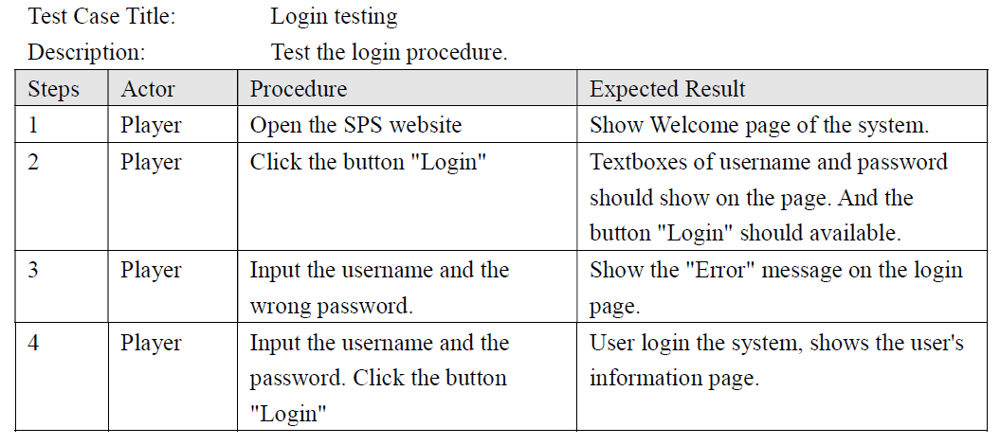 Test Case Title: Login testing
Description: Test the login procedure.
Steps Actor Procedure Expected Result
1 Player Open the SPS website Show Welcome page of the system.
2 Player Click the button "Login" Textboxes of username and password
should show on the page. And the
button "Login" should available.
3 Player Input the username and the Show the "Error" message on the login
wrong password. page.
4 Player Input the username and the User login the system, shows the user's
password. Click the button information page.
"Login"